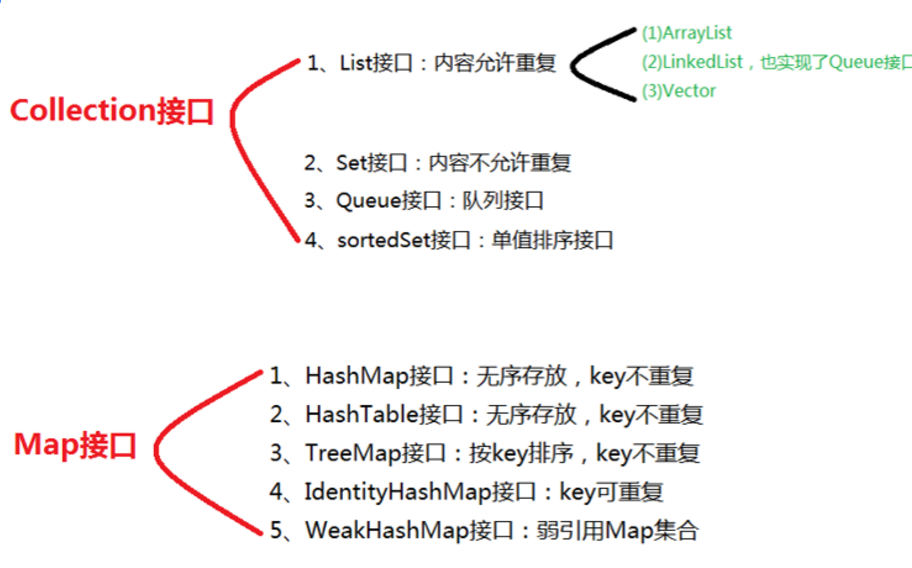 Collection接口
1、List接口：内容允许重复
(1)ArrayList
(2)LinkedList，也实现了Queue接口
(3)Vector
2、Set接口：内容不允许重复
3、Queue接口：队列接口
4、sortedSet接口：单值排序接口
Map接口
1、HashMap接口：无序存放，key不重复
2、HashTable接口：无序存放，key不重复
3、TreeMap接口：按key排序，key不重复
4、IdentityHashMap接口：key可重复
5、WeakHashMap接口：弱引用Map集合